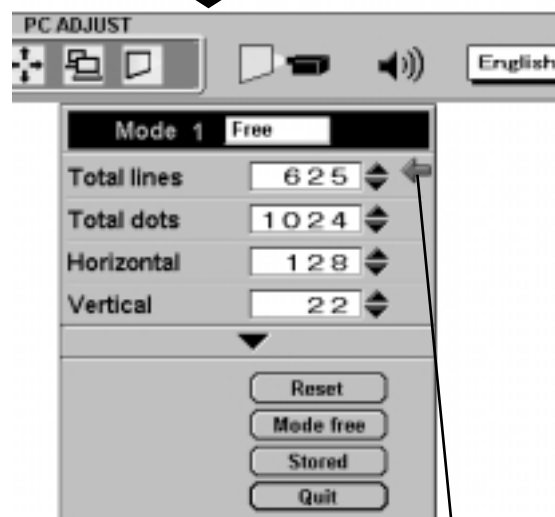 PC ADJUST
English
Mode 1 Free
Total lines 625
Total dots 1024
Horizontal 128
Vertical 22
Reset
Mode free
Stored
Quit